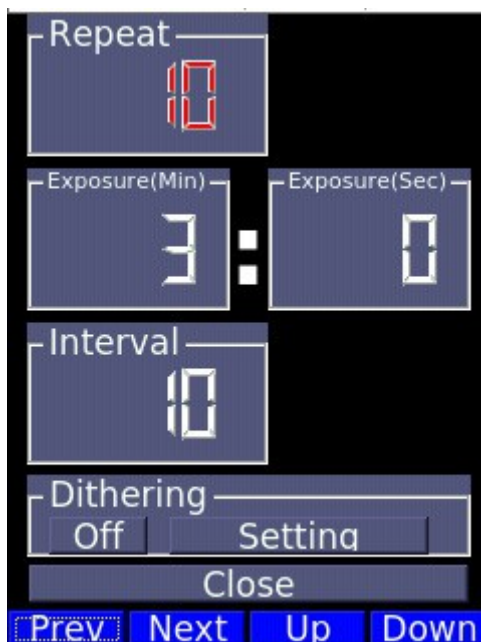 Repeat
10
Exposure(Min) Exposure(Sec)
3 : 0
Interval
10
Dithering
Off Setting
Close
Prev Next Up Down